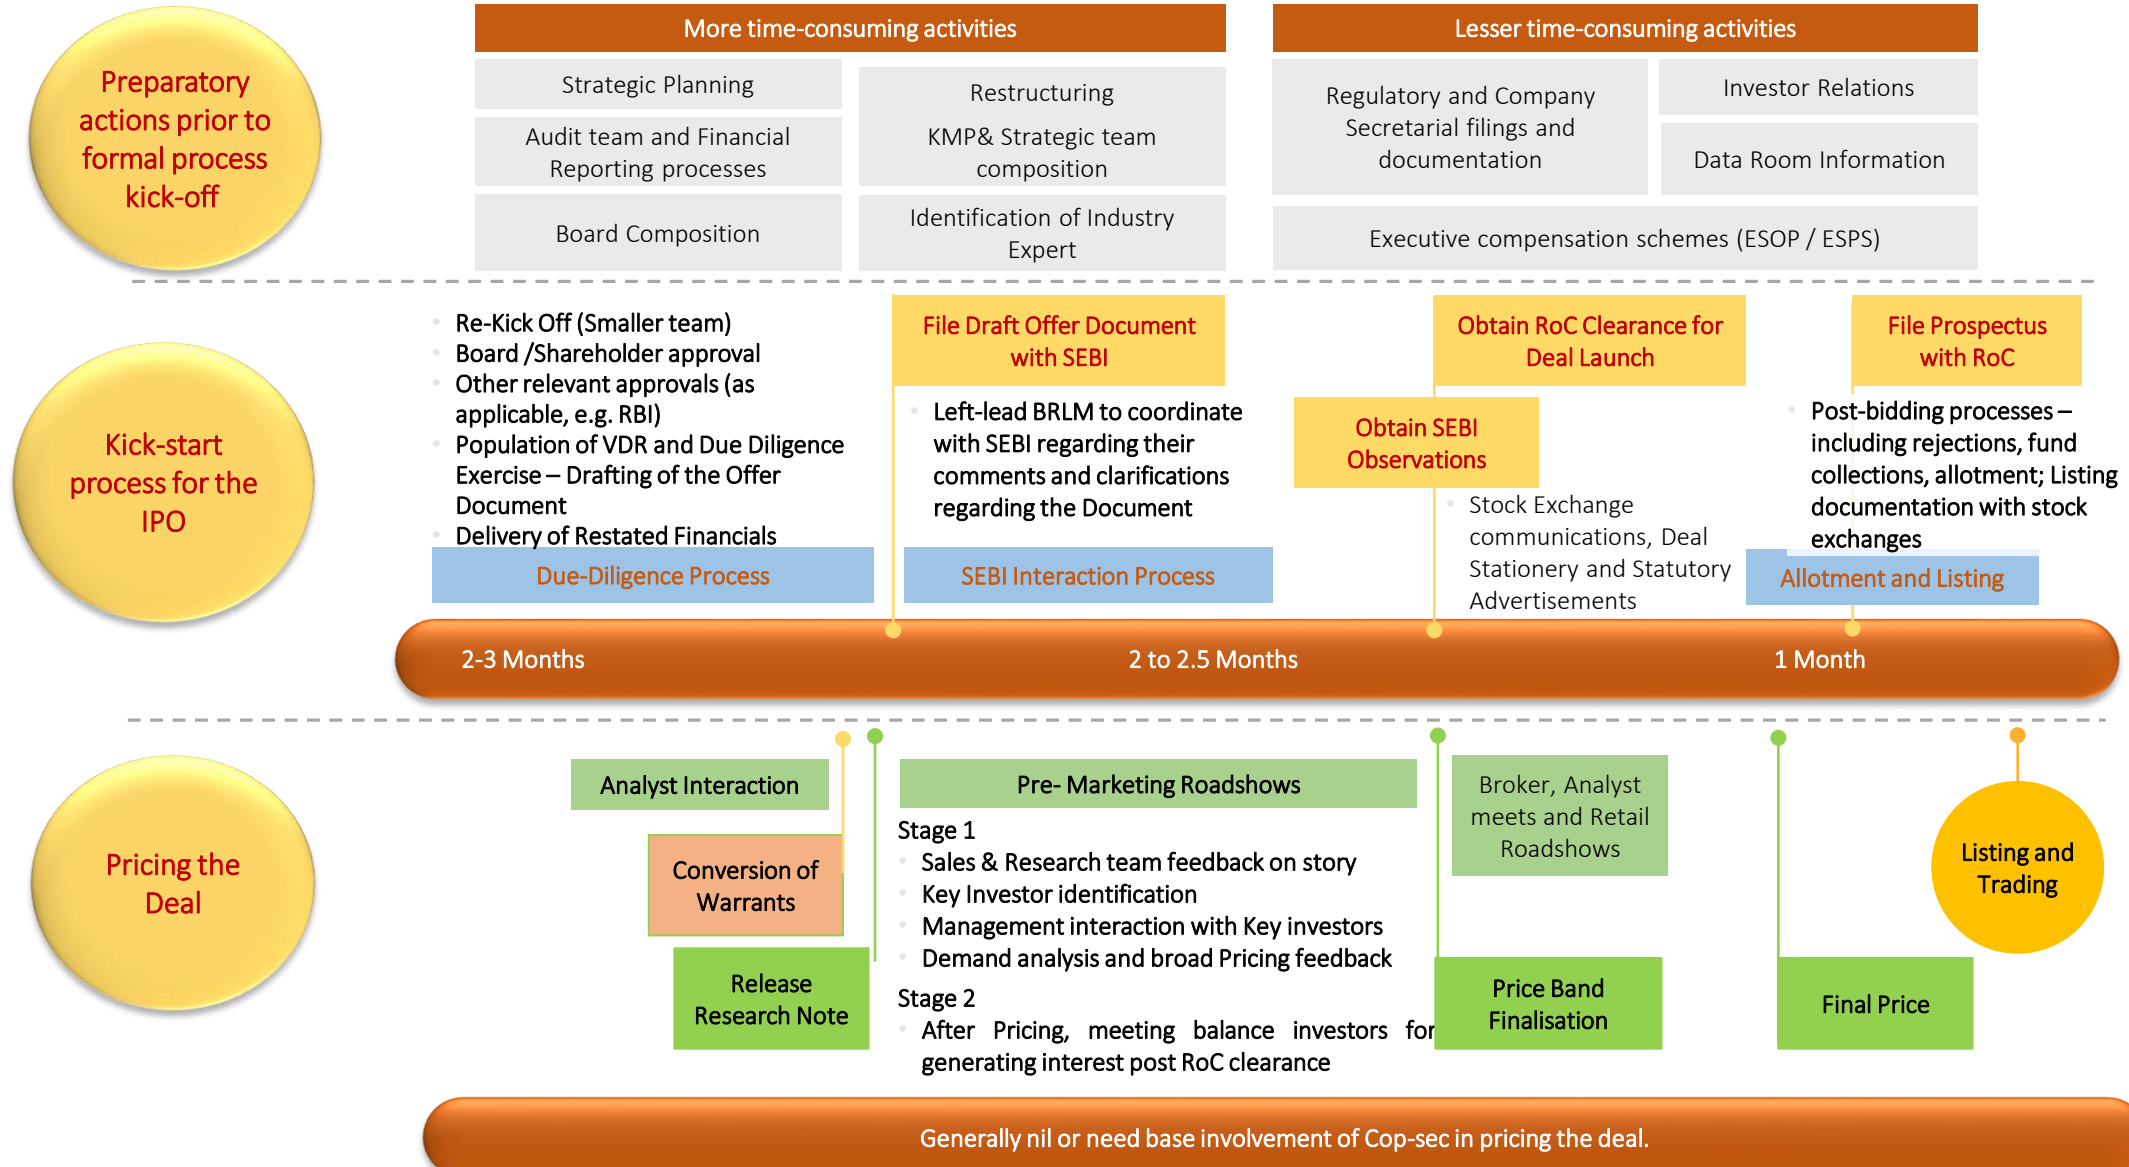 Preparatory
actions prior to
formal process
kick-off
More time-consuming activities
Strategic Planning
Audit team and Financial
Reporting processes
Board Composition
Restructuring
KMP& Strategic team
composition
Identification of Industry
Expert
Lesser time-consuming activities
Regulatory and Company
Secretarial filings and
documentation
Investor Relations
Data Room Information
Executive compensation schemes (ESOP / ESPS)
Kick-start
process for the
IPO
Re-Kick Off (Smaller team)
Board /Shareholder approval
Other relevant approvals (as
applicable, e.g. RBI)
Population of VDR and Due Diligence
Exercise – Drafting of the Offer
Document
Delivery of Restated Financials
Due-Diligence Process
File Draft Offer Document
with SEBI
Left-lead BRLM to coordinate
with SEBI regarding their
comments and clarifications
regarding the Document
SEBI Interaction Process
Obtain RoC Clearance for
Deal Launch
Obtain SEBI
Observations
Stock Exchange
communications, Deal
Stationery and Statutory
Advertisements
File Prospectus
with RoC
Post-bidding processes –
including rejections, fund
collections, allotment; Listing
documentation with stock
exchanges
Allotment and Listing
2-3 Months
2 to 2.5 Months
1 Month
Pricing the
Deal
Analyst Interaction
Conversion of
Warrants
Release
Research Note
Pre- Marketing Roadshows
Stage 1
Sales & Research team feedback on story
Key Investor identification
Management interaction with Key investors
Demand analysis and broad Pricing feedback
Stage 2
After Pricing, meeting balance investors for
generating interest post RoC clearance
Broker, Analyst
meets and Retail
Roadshows
Price Band
Finalisation
Final Price
Listing and
Trading
Generally nil or need base involvement of Cop-sec in pricing the deal.